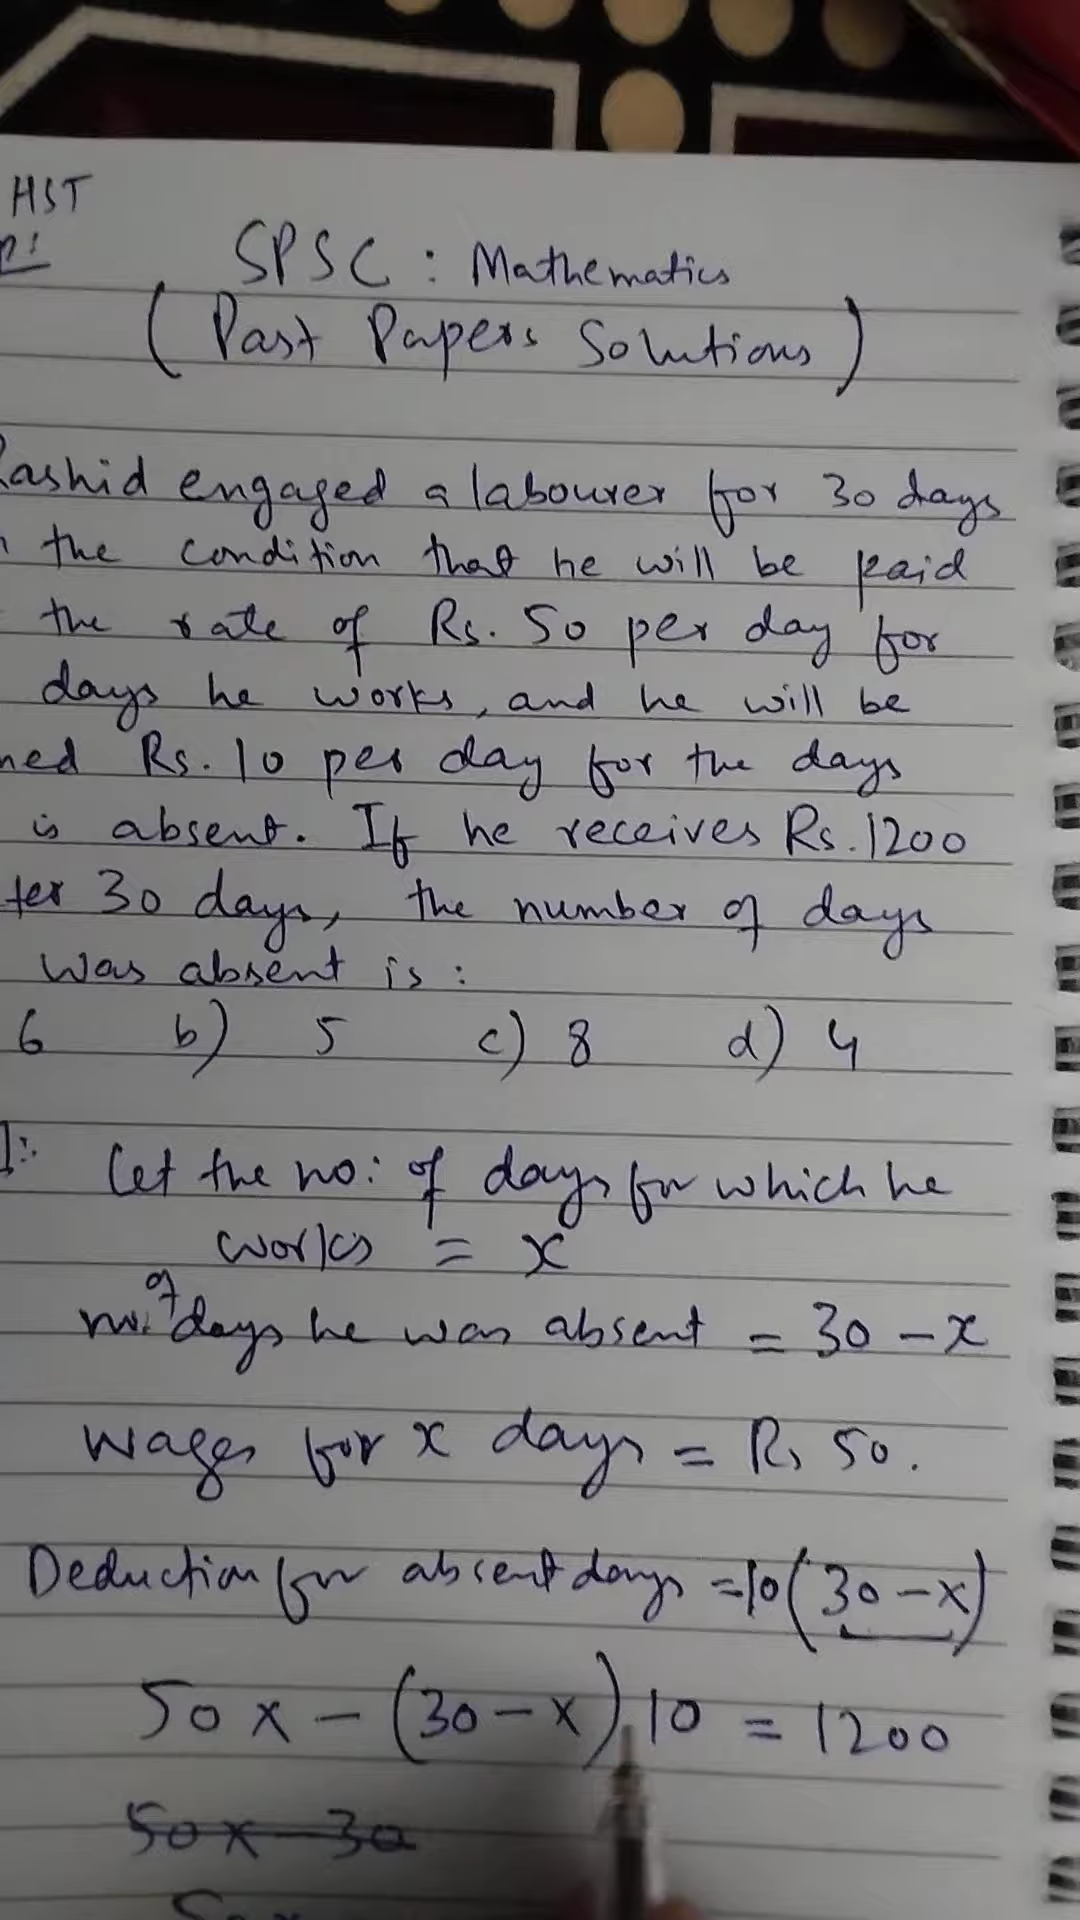 HST
SPSC : Mathematics
(Past Papers Solutions)
Rashid engaged a labourer for 30 days
the condition that he will be paid
the rate of Rs. 50 per day for
days he works, and he will be
ned Rs. 10 per day for the days
is absent. If he receives Rs. 1200
ter 30 days, the number of days
was absent is :
6 b) 5 c) 8 d) 4
Let the no: of days for which he
works = x
no. of days he was absent = 30 - x
wages for x days = Rs 50.
Deduction for absent days = 10(30 - x)
50x - (30 - x) 10 = 1200
50x - 30